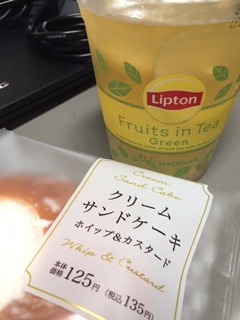 Lipton
Fruits in Tea
Green
Cream
Sand Cake
クリーム
サンドケーキ
ホイップ&カスタード
Whip & Custard
本体
価格 125円 (税込 135円)